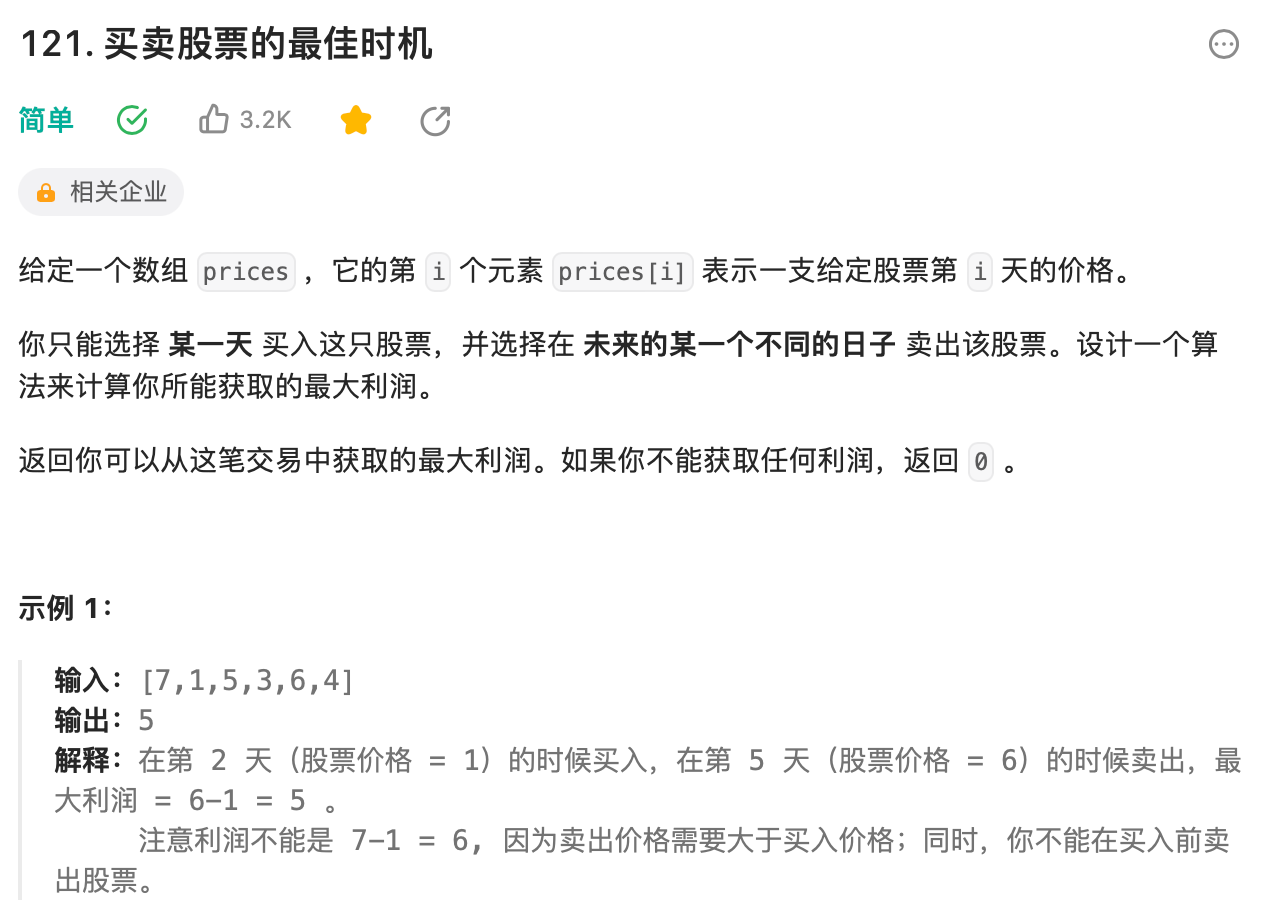 121. 买卖股票的最佳时机
简单 3.2K
相关企业
给定一个数组 prices ，它的第 i 个元素 prices[i] 表示一支给定股票第 i 天的价格。
你只能选择 某一天 买入这只股票，并选择在 未来的某一个不同的日子 卖出该股票。设计一个算
法来计算你所能获取的最大利润。
返回你可以从这笔交易中获取的最大利润。如果你不能获取任何利润，返回 0 。
示例 1：
输入：[7,1,5,3,6,4]
输出：5
解释：在第 2 天（股票价格 = 1）的时候买入，在第 5 天（股票价格 = 6）的时候卖出，最
大利润 = 6-1 = 5 。
注意利润不能是 7-1 = 6, 因为卖出价格需要大于买入价格；同时，你不能在买入前卖
出股票。